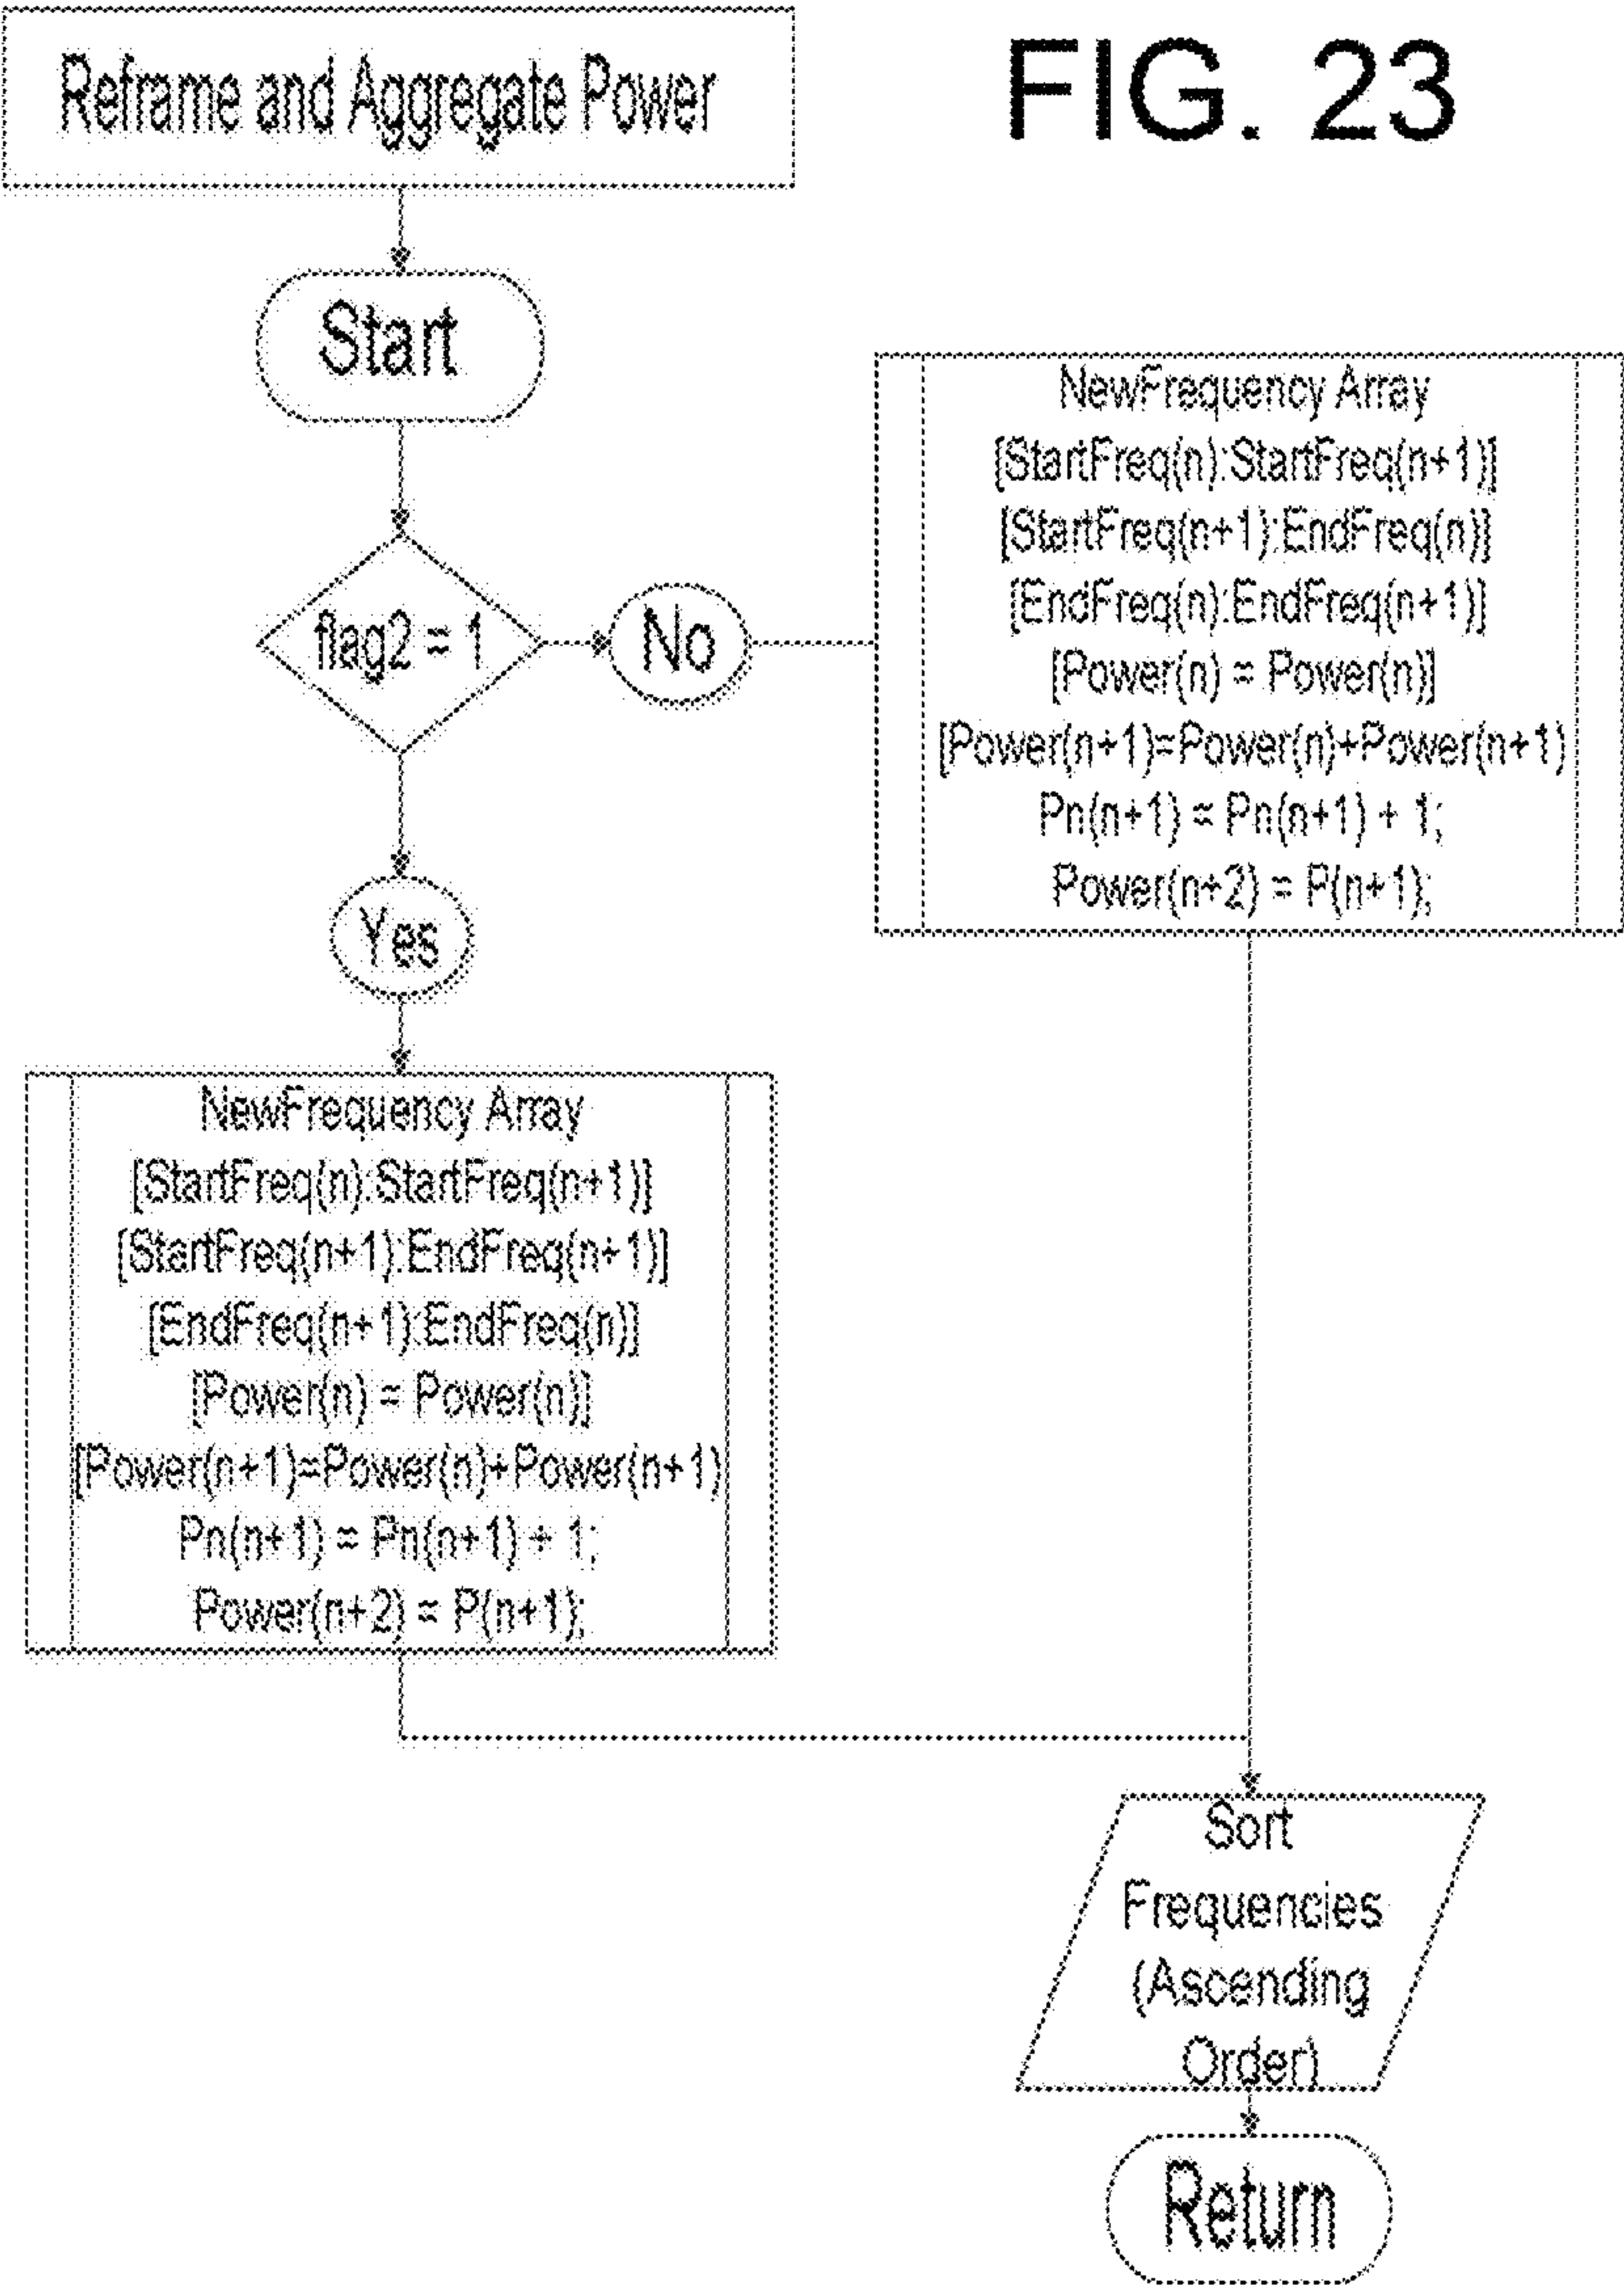 Reframe and Aggregate Power
FIG. 23
Start
flag2 = 1
No
NewFrequency Array
[StartFreq(n):StartFreq(n+1)]
[StartFreq(n+1):EndFreq(n)]
[EndFreq(n):EndFreq(n+1)]
[Power(n) = Power(n)]
[Power(n+1)=Power(n)+Power(n+1)
Pn(n+1) = Pn(n+1) + 1;
Power(n+2) = P(n+1);
Yes
NewFrequency Array
[StartFreq(n):StartFreq(n+1)]
[StartFreq(n+1):EndFreq(n+1)]
[EndFreq(n+1):EndFreq(n)]
[Power(n) = Power(n)]
[Power(n+1)=Power(n)+Power(n+1)
Pn(n+1) = Pn(n+1) + 1;
Power(n+2) = P(n+1);
Sort
Frequencies
(Ascending
Order)
Return